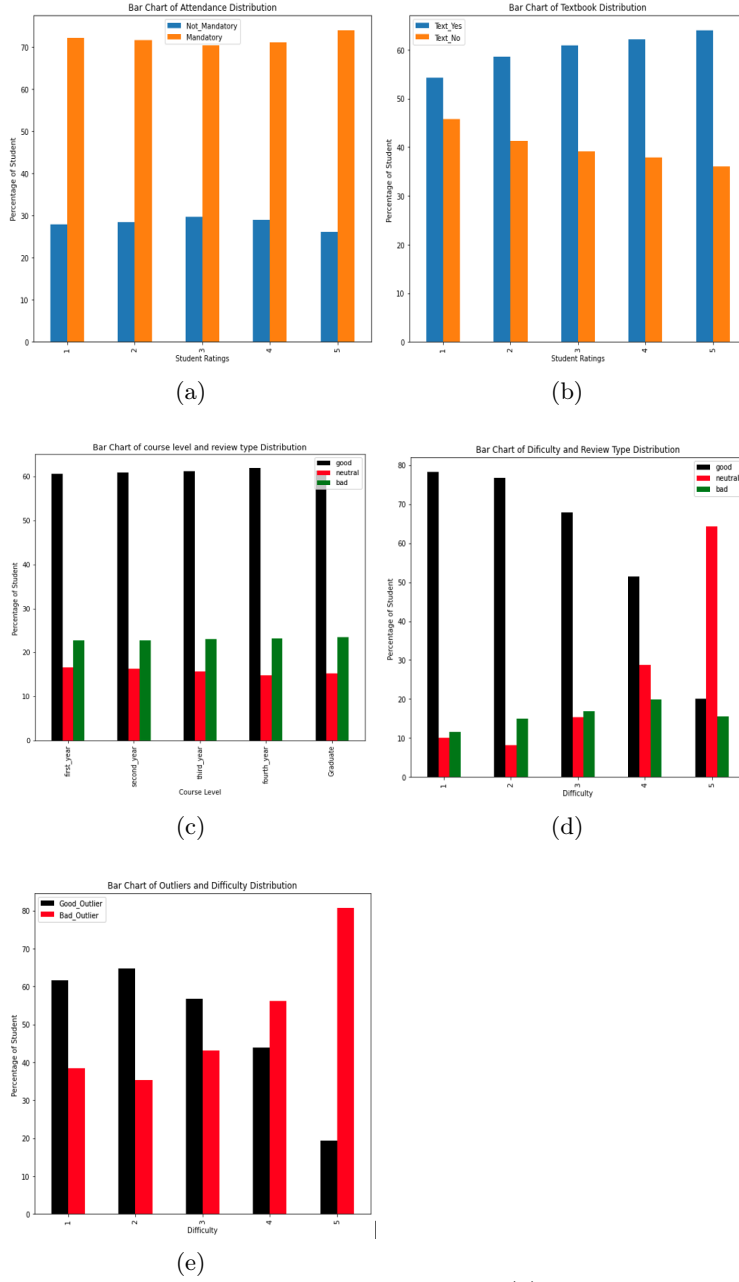 Bar Chart of Attendance Distribution
Not_Mandatory
Mandatory
70
60
50
40
30
20
10
0
Percentage of Student
1
2
3
4
5
Student Ratings
(a)
Bar Chart of Textbook Distribution
Text_Yes
Text_No
60
50
40
30
20
10
0
Percentage of Student
1
2
3
4
5
Student Ratings
(b)
Bar Chart of course level and review type Distribution
good
neutral
bad
60
50
40
30
20
10
0
Percentage of Student
first_year
second_year
third_year
fourth_year
Graduate
Course Level
(c)
Bar Chart of Dificulty and Review Type Distribution
good
neutral
bad
80
70
60
50
40
30
20
10
0
Percentage of Student
1
2
3
4
5
Difficulty
(d)
Bar Chart of Outliers and Difficulty Distribution
Good_Outlier
Bad_Outlier
80
70
60
50
40
30
20
10
0
Percentage of Student
1
2
3
4
5
Difficulty
(e)